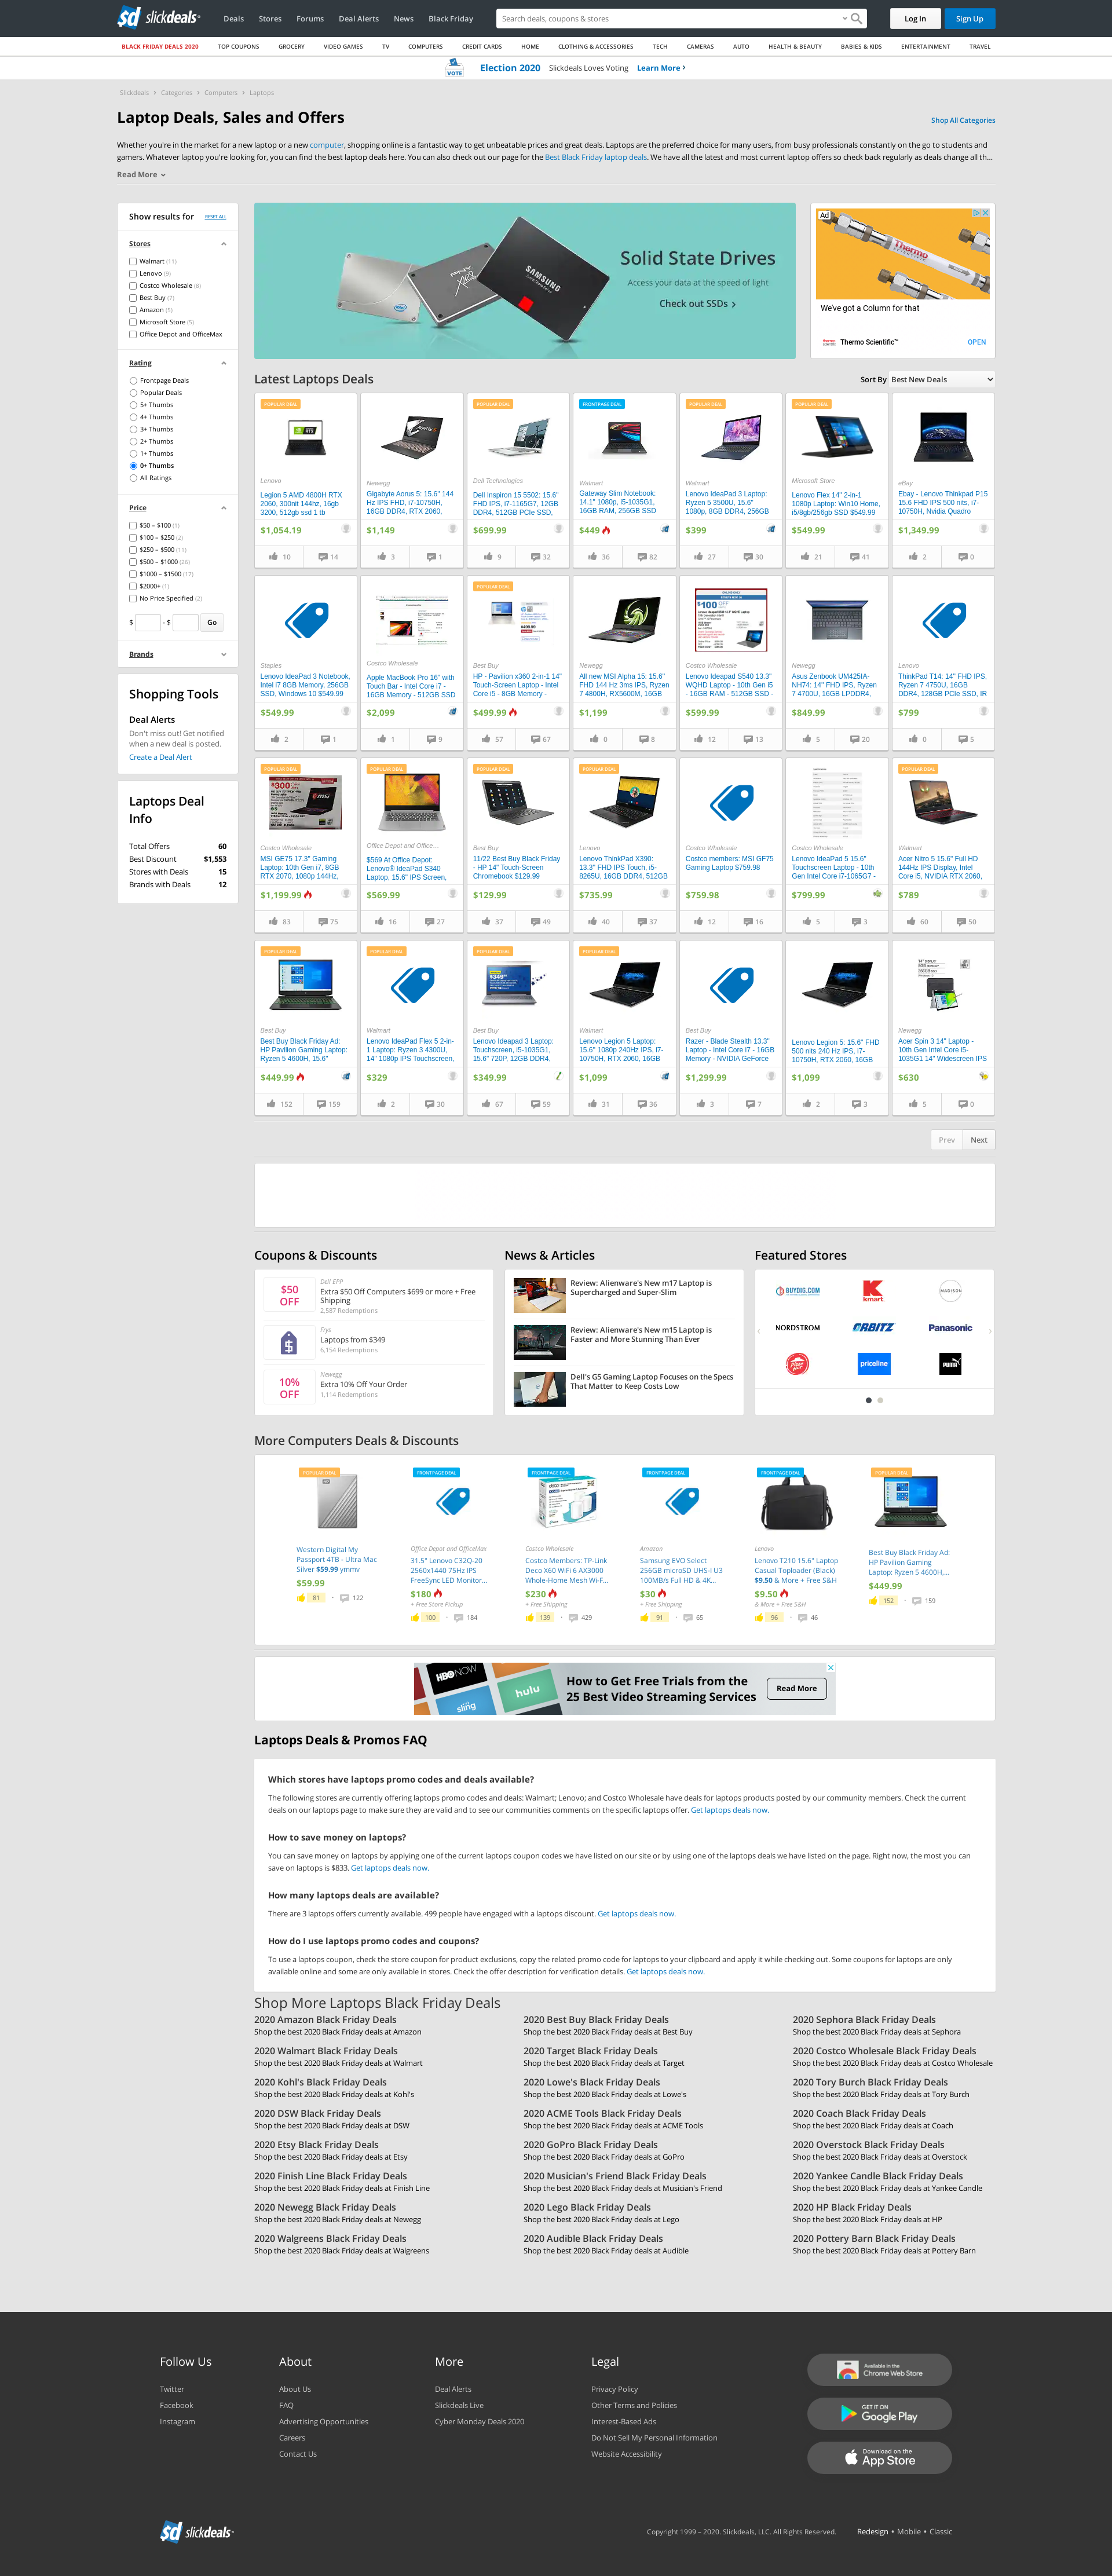 slickdeals
Deals Stores Forums Deal Alerts News Black Friday
Search deals, coupons & stores
Log In
Sign Up
BLACK FRIDAY DEALS 2020 TOP COUPONS GROCERY VIDEO GAMES TV COMPUTERS CREDIT CARDS HOME CLOTHING & ACCESSORIES TECH CAMERAS AUTO HEALTH & BEAUTY BABIES & KIDS ENTERTAINMENT TRAVEL
VOTE Election 2020 Slickdeals Loves Voting Learn More
Slickdeals Categories Computers Laptops
Laptop Deals, Sales and Offers
Shop All Categories
Whether you're in the market for a new laptop or a new computer, shopping online is a fantastic way to get unbeatable prices and great deals. Laptops are the preferred choice for many users, from busy professionals constantly on the go to students and
gamers. Whatever laptop you're looking for, you can find the best laptop deals here. You can also check out our page for the Best Black Friday laptop deals. We have all the latest and most current laptop offers so check back regularly as deals change all th...
Read More
Show results for RESET ALL
Stores
Walmart (11)
Lenovo (9)
Costco Wholesale (8)
Best Buy (7)
Amazon (5)
Microsoft Store (5)
Office Depot and OfficeMax
Rating
Frontpage Deals
Popular Deals
5+ Thumbs
4+ Thumbs
3+ Thumbs
2+ Thumbs
1+ Thumbs
0+ Thumbs
All Ratings
Price
$50 – $100 (1)
$100 – $250 (2)
$250 – $500 (11)
$500 – $1000 (26)
$1000 – $1500 (17)
$2000+ (1)
No Price Specified (2)
$ - $ Go
Brands
Shopping Tools
Deal Alerts
Don't miss out! Get notified
when a new deal is posted.
Create a Deal Alert
Laptops Deal
Info
Total Offers 60
Best Discount $1,553
Stores with Deals 15
Brands with Deals 12
Solid State Drives
Access your data at the speed of light
Check out SSDs
Ad
We've got a Column for that
Thermo Scientific™
OPEN
Latest Laptops Deals
Sort By Best New Deals
POPULAR DEAL
Lenovo
Legion 5 AMD 4800H RTX
2060, 300nit 144hz, 16gb
3200, 512gb ssd 1 tb
$1,054.19
10 14
Newegg
Gigabyte Aorus 5: 15.6" 144
Hz IPS FHD, i7-10750H,
16GB DDR4, RTX 2060,
$1,149
3 1
POPULAR DEAL
Dell Technologies
Dell Inspiron 15 5502: 15.6"
FHD IPS, i7-1165G7, 12GB
DDR4, 512GB PCIe SSD,
$699.99
9 32
FRONTPAGE DEAL
Walmart
Gateway Slim Notebook:
14.1" 1080p, i5-1035G1,
16GB RAM, 256GB SSD
$449
36 82
POPULAR DEAL
Walmart
Lenovo IdeaPad 3 Laptop:
Ryzen 5 3500U, 15.6"
1080p, 8GB DDR4, 256GB
$399
27 30
POPULAR DEAL
Microsoft Store
Lenovo Flex 14" 2-in-1
1080p Laptop: Win10 Home,
i5/8gb/256gb SSD $549.99
$549.99
21 41
eBay
Ebay - Lenovo Thinkpad P15
15.6 FHD IPS 500 nits, i7-
10750H, Nvidia Quadro
$1,349.99
2 0
Staples
Lenovo IdeaPad 3 Notebook,
Intel i7 8GB Memory, 256GB
SSD, Windows 10 $549.99
$549.99
2 1
Costco Wholesale
Apple MacBook Pro 16" with
Touch Bar - Intel Core i7 -
16GB Memory - 512GB SSD
$2,099
1 9
POPULAR DEAL
Best Buy
HP - Pavilion x360 2-in-1 14"
Touch-Screen Laptop - Intel
Core i5 - 8GB Memory -
$499.99
57 67
Newegg
All new MSI Alpha 15: 15.6"
FHD 144 Hz 3ms IPS, Ryzen
7 4800H, RX5600M, 16GB
$1,199
0 8
$100 OFF
Costco Wholesale
Lenovo Ideapad S540 13.3"
WQHD Laptop - 10th Gen i5
- 16GB RAM - 512GB SSD -
$599.99
12 13
Newegg
Asus Zenbook UM425IA-
NH74: 14" FHD IPS, Ryzen
7 4700U, 16GB LPDDR4,
$849.99
5 20
Lenovo
ThinkPad T14: 14" FHD IPS,
Ryzen 7 4750U, 16GB
DDR4, 128GB PCIe SSD, IR
$799
0 5
POPULAR DEAL
$300 OFF
Costco Wholesale
MSI GE75 17.3" Gaming
Laptop: 10th Gen i7, 8GB
RTX 2070, 1080p 144Hz,
$1,199.99
83 75
POPULAR DEAL
Office Depot and Office...
$569 At Office Depot:
Lenovo® IdeaPad S340
Laptop, 15.6" IPS Screen,
$569.99
16 27
POPULAR DEAL
Best Buy
11/22 Best Buy Black Friday
- HP 14" Touch-Screen
Chromebook $129.99
$129.99
37 49
POPULAR DEAL
Lenovo
Lenovo ThinkPad X390:
13.3" FHD IPS Touch, i5-
8265U, 16GB DDR4, 512GB
$735.99
40 37
Costco Wholesale
Costco members: MSI GF75
Gaming Laptop $759.98
$759.98
12 16
Costco Wholesale
Lenovo IdeaPad 5 15.6"
Touchscreen Laptop - 10th
Gen Intel Core i7-1065G7 -
$799.99
5 3
POPULAR DEAL
Walmart
Acer Nitro 5 15.6" Full HD
144Hz IPS Display, Intel
Core i5, NVIDIA RTX 2060,
$789
60 50
POPULAR DEAL
Best Buy
Best Buy Black Friday Ad:
HP Pavilion Gaming Laptop:
Ryzen 5 4600H, 15.6"
$449.99
152 159
POPULAR DEAL
Walmart
Lenovo IdeaPad Flex 5 2-in-
1 Laptop: Ryzen 3 4300U,
14" 1080p IPS Touchscreen,
$329
2 30
POPULAR DEAL
Best Buy
Lenovo Ideapad 3 Laptop:
Touchscreen, i5-1035G1,
15.6" 720P, 12GB DDR4,
$349.99
67 59
POPULAR DEAL
Walmart
Lenovo Legion 5 Laptop:
15.6" 1080p 240Hz IPS, i7-
10750H, RTX 2060, 16GB
$1,099
31 36
Best Buy
Razer - Blade Stealth 13.3"
Laptop - Intel Core i7 - 16GB
Memory - NVIDIA GeForce
$1,299.99
3 7
Lenovo Legion 5: 15.6" FHD
500 nits 240 Hz IPS, i7-
10750H, RTX 2060, 16GB
$1,099
2 3
Newegg
Acer Spin 3 14" Laptop -
10th Gen Intel Core i5-
1035G1 14" Widescreen IPS
$630
5 0
Prev Next
Coupons & Discounts
$50 OFF
Dell EPP
Extra $50 Off Computers $699 or more + Free
Shipping
2,587 Redemptions
Frys
Laptops from $349
6,154 Redemptions
10% OFF
Newegg
Extra 10% Off Your Order
1,114 Redemptions
News & Articles
Review: Alienware's New m17 Laptop is
Supercharged and Super-Slim
Review: Alienware's New m15 Laptop is
Faster and More Stunning Than Ever
Dell's G5 Gaming Laptop Focuses on the Specs
That Matter to Keep Costs Low
Featured Stores
BUYDIG.COM kmart MADISON
NORDSTROM ORBITZ Panasonic
priceline PUMA
More Computers Deals & Discounts
POPULAR DEAL
Western Digital My
Passport 4TB - Ultra Mac
Silver $59.99 ymmv
$59.99
81 122
FRONTPAGE DEAL
Office Depot and OfficeMax
31.5" Lenovo C32Q-20
2560x1440 75Hz IPS
FreeSync LED Monitor...
$180
+ Free Store Pickup
100 184
FRONTPAGE DEAL
Costco Wholesale
Costco Members: TP-Link
Deco X60 WiFi 6 AX3000
Whole-Home Mesh Wi-F...
$230
+ Free Shipping
139 429
FRONTPAGE DEAL
Amazon
Samsung EVO Select
256GB microSD UHS-I U3
100MB/s Full HD & 4K...
$30
+ Free Shipping
91 65
FRONTPAGE DEAL
Lenovo
Lenovo T210 15.6" Laptop
Casual Toploader (Black)
$9.50 & More + Free S&H
$9.50
& More + Free S&H
96 46
POPULAR DEAL
Best Buy Black Friday Ad:
HP Pavilion Gaming
Laptop: Ryzen 5 4600H,...
$449.99
152 159
HBO NOW sling hulu
How to Get Free Trials from the
25 Best Video Streaming Services
Read More
Laptops Deals & Promos FAQ
Which stores have laptops promo codes and deals available?
The following stores are currently offering laptops promo codes and deals: Walmart; Lenovo; and Costco Wholesale have deals for laptops products posted by our community members. Check the current
deals on our laptops page to make sure they are valid and to see our communities comments on the specific laptops offer. Get laptops deals now.
How to save money on laptops?
You can save money on laptops by applying one of the current laptops coupon codes we have listed on our site or by using one of the laptops deals we have listed on the page. Right now, the most you can
save on laptops is $833. Get laptops deals now.
How many laptops deals are available?
There are 3 laptops offers currently available. 499 people have engaged with a laptops discount. Get laptops deals now.
How do I use laptops promo codes and coupons?
To use a laptops coupon, check the store coupon for product exclusions, copy the related promo code for laptops to your clipboard and apply it while checking out. Some coupons for laptops are only
available online and some are only available in stores. Check the offer description for verification details. Get laptops deals now.
Shop More Laptops Black Friday Deals
2020 Amazon Black Friday Deals
Shop the best 2020 Black Friday deals at Amazon
2020 Best Buy Black Friday Deals
Shop the best 2020 Black Friday deals at Best Buy
2020 Sephora Black Friday Deals
Shop the best 2020 Black Friday deals at Sephora
2020 Walmart Black Friday Deals
Shop the best 2020 Black Friday deals at Walmart
2020 Target Black Friday Deals
Shop the best 2020 Black Friday deals at Target
2020 Costco Wholesale Black Friday Deals
Shop the best 2020 Black Friday deals at Costco Wholesale
2020 Kohl's Black Friday Deals
Shop the best 2020 Black Friday deals at Kohl's
2020 Lowe's Black Friday Deals
Shop the best 2020 Black Friday deals at Lowe's
2020 Tory Burch Black Friday Deals
Shop the best 2020 Black Friday deals at Tory Burch
2020 DSW Black Friday Deals
Shop the best 2020 Black Friday deals at DSW
2020 ACME Tools Black Friday Deals
Shop the best 2020 Black Friday deals at ACME Tools
2020 Coach Black Friday Deals
Shop the best 2020 Black Friday deals at Coach
2020 Etsy Black Friday Deals
Shop the best 2020 Black Friday deals at Etsy
2020 GoPro Black Friday Deals
Shop the best 2020 Black Friday deals at GoPro
2020 Overstock Black Friday Deals
Shop the best 2020 Black Friday deals at Overstock
2020 Finish Line Black Friday Deals
Shop the best 2020 Black Friday deals at Finish Line
2020 Musician's Friend Black Friday Deals
Shop the best 2020 Black Friday deals at Musician's Friend
2020 Yankee Candle Black Friday Deals
Shop the best 2020 Black Friday deals at Yankee Candle
2020 Newegg Black Friday Deals
Shop the best 2020 Black Friday deals at Newegg
2020 Lego Black Friday Deals
Shop the best 2020 Black Friday deals at Lego
2020 HP Black Friday Deals
Shop the best 2020 Black Friday deals at HP
2020 Walgreens Black Friday Deals
Shop the best 2020 Black Friday deals at Walgreens
2020 Audible Black Friday Deals
Shop the best 2020 Black Friday deals at Audible
2020 Pottery Barn Black Friday Deals
Shop the best 2020 Black Friday deals at Pottery Barn
Follow Us
Twitter
Facebook
Instagram
About
About Us
FAQ
Advertising Opportunities
Careers
Contact Us
More
Deal Alerts
Slickdeals Live
Cyber Monday Deals 2020
Legal
Privacy Policy
Other Terms and Policies
Interest-Based Ads
Do Not Sell My Personal Information
Website Accessibility
Available in the
Chrome Web Store
GET IT ON
Google Play
Download on the
App Store
slickdeals
Copyright 1999 – 2020. Slickdeals, LLC. All Rights Reserved. Redesign • Mobile • Classic